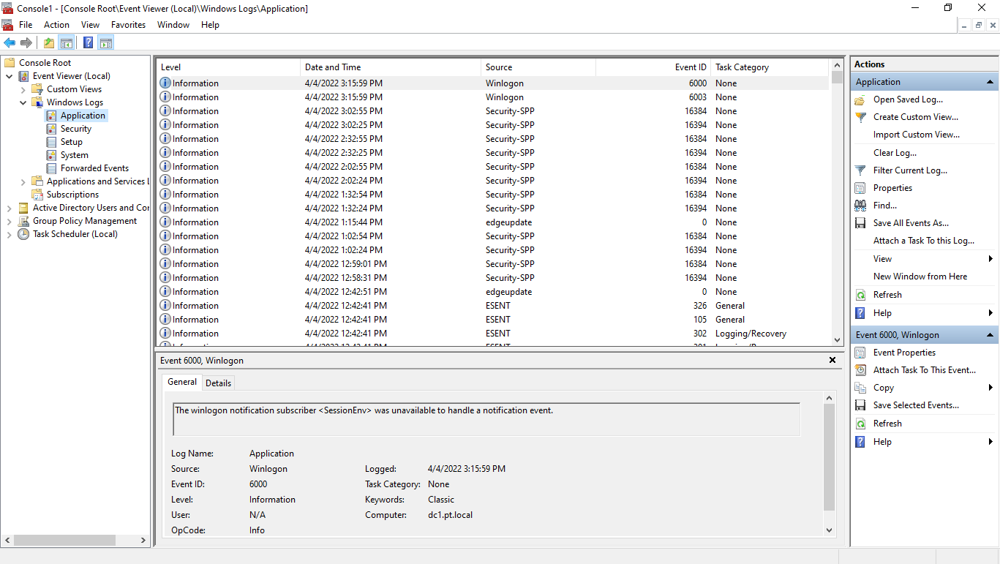 Console1 - [Console Root\Event Viewer (Local)\Windows Logs\Application]
File Action View Favorites Window Help
Console Root
Event Viewer (Local)
Custom Views
Windows Logs
Application
Security
Setup
System
Forwarded Events
Applications and Services L
Subscriptions
Active Directory Users and Cor
Group Policy Management
Task Scheduler (Local)
Level Date and Time Source Event ID Task Category
Information 4/4/2022 3:15:59 PM Winlogon 6000 None
Information 4/4/2022 3:15:59 PM Winlogon 6003 None
Information 4/4/2022 3:02:55 PM Security-SPP 16384 None
Information 4/4/2022 3:02:25 PM Security-SPP 16394 None
Information 4/4/2022 2:32:55 PM Security-SPP 16384 None
Information 4/4/2022 2:32:25 PM Security-SPP 16394 None
Information 4/4/2022 2:02:55 PM Security-SPP 16384 None
Information 4/4/2022 2:02:24 PM Security-SPP 16394 None
Information 4/4/2022 1:32:54 PM Security-SPP 16384 None
Information 4/4/2022 1:32:24 PM Security-SPP 16394 None
Information 4/4/2022 1:15:44 PM edgeupdate 0 None
Information 4/4/2022 1:02:54 PM Security-SPP 16384 None
Information 4/4/2022 1:02:24 PM Security-SPP 16394 None
Information 4/4/2022 12:59:01 PM Security-SPP 16384 None
Information 4/4/2022 12:58:31 PM Security-SPP 16394 None
Information 4/4/2022 12:42:51 PM edgeupdate 0 None
Information 4/4/2022 12:42:41 PM ESENT 326 General
Information 4/4/2022 12:42:41 PM ESENT 105 General
Information 4/4/2022 12:42:41 PM ESENT 302 Logging/Recovery
Event 6000, Winlogon
General Details
The winlogon notification subscriber <SessionEnv> was unavailable to handle a notification event.
Log Name: Application
Source: Winlogon Logged: 4/4/2022 3:15:59 PM
Event ID: 6000 Task Category: None
Level: Information Keywords: Classic
User: N/A Computer: dc1.pt.local
OpCode: Info
Actions
Application
Open Saved Log...
Create Custom View...
Import Custom View...
Clear Log...
Filter Current Log...
Properties
Find...
Save All Events As...
Attach a Task To this Log...
View
New Window from Here
Refresh
Help
Event 6000, Winlogon
Event Properties
Attach Task To This Event...
Copy
Save Selected Events...
Refresh
Help